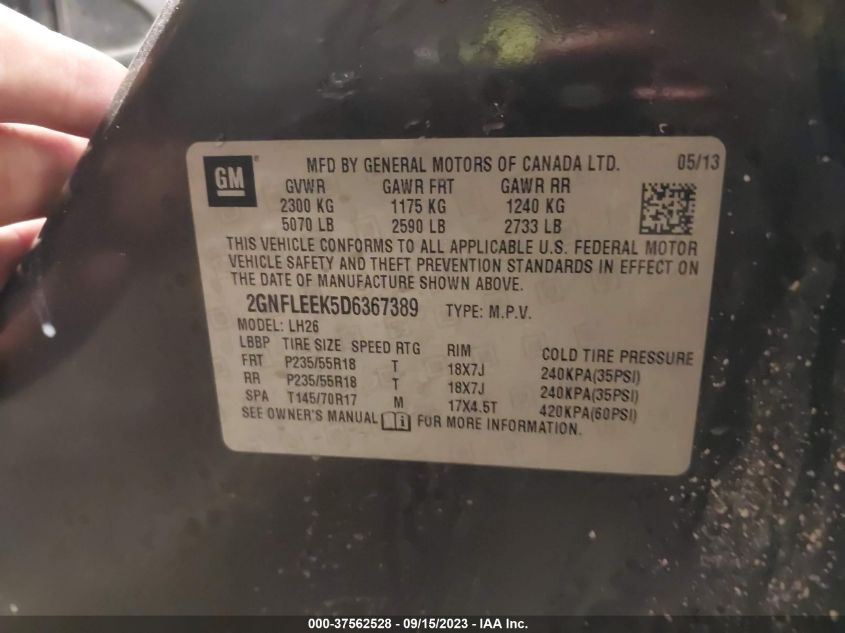 GM ® MFD BY GENERAL MOTORS OF CANADA LTD. 05/13
GVWR GAWR FRT GAWR RR
2300 KG 1175 KG 1240 KG
5070 LB 2590 LB 2733 LB
THIS VEHICLE CONFORMS TO ALL APPLICABLE U.S. FEDERAL MOTOR
VEHICLE SAFETY AND THEFT PREVENTION STANDARDS IN EFFECT ON
THE DATE OF MANUFACTURE SHOWN ABOVE.
2GNFLEEK5D6367389 TYPE: M.P.V.
MODEL: LH26
LBBP TIRE SIZE SPEED RTG RIM COLD TIRE PRESSURE
FRT P235/55R18 T 18X7J 240KPA(35PSI)
RR P235/55R18 T 18X7J 240KPA(35PSI)
SPA T145/70R17 M 17X4.5T 420KPA(60PSI)
SEE OWNER'S MANUAL FOR MORE INFORMATION.
000-37562528 - 09/15/2023 - IAA Inc.